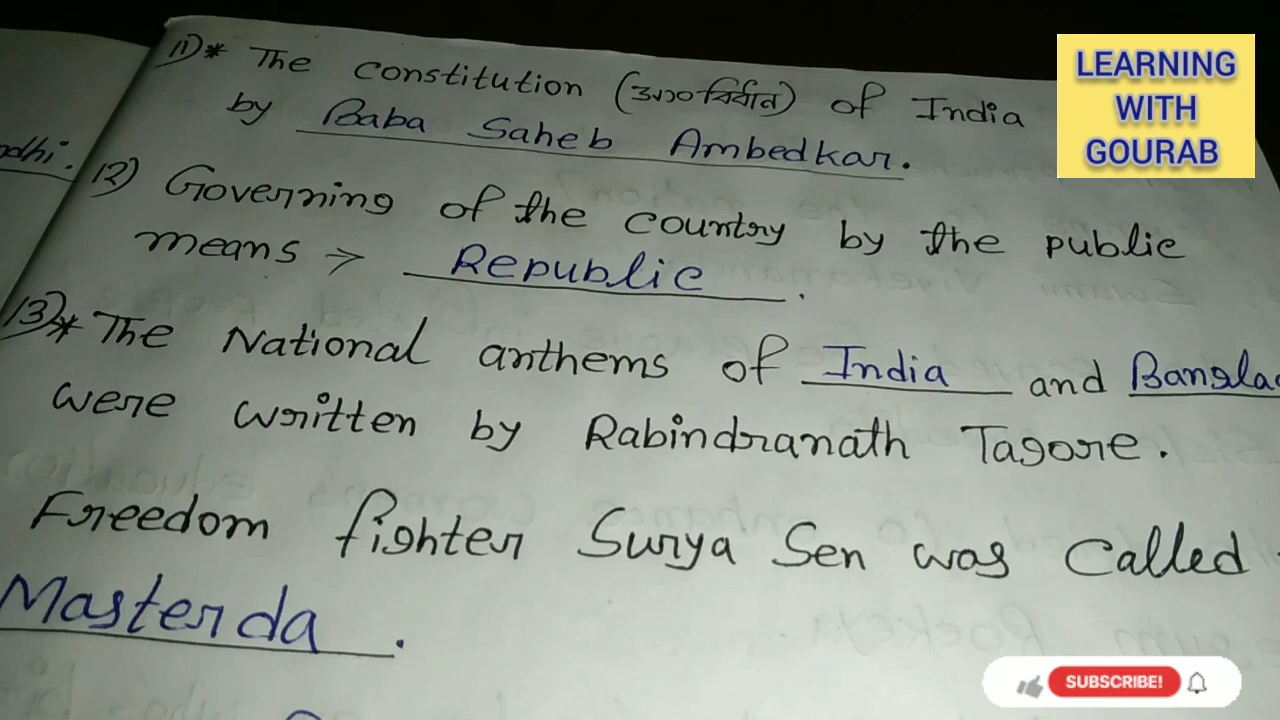 11)* The constitution (সংবিধান) of India
by Baba Saheb Ambedkar.
12) Governing of the country by the public
means → Republic.
13)* The National anthems of India and Bangla
were written by Rabindranath Tagore.
Freedom fighter Surya Sen was called
Masterda.
LEARNING
WITH
GOURAB
SUBSCRIBE!